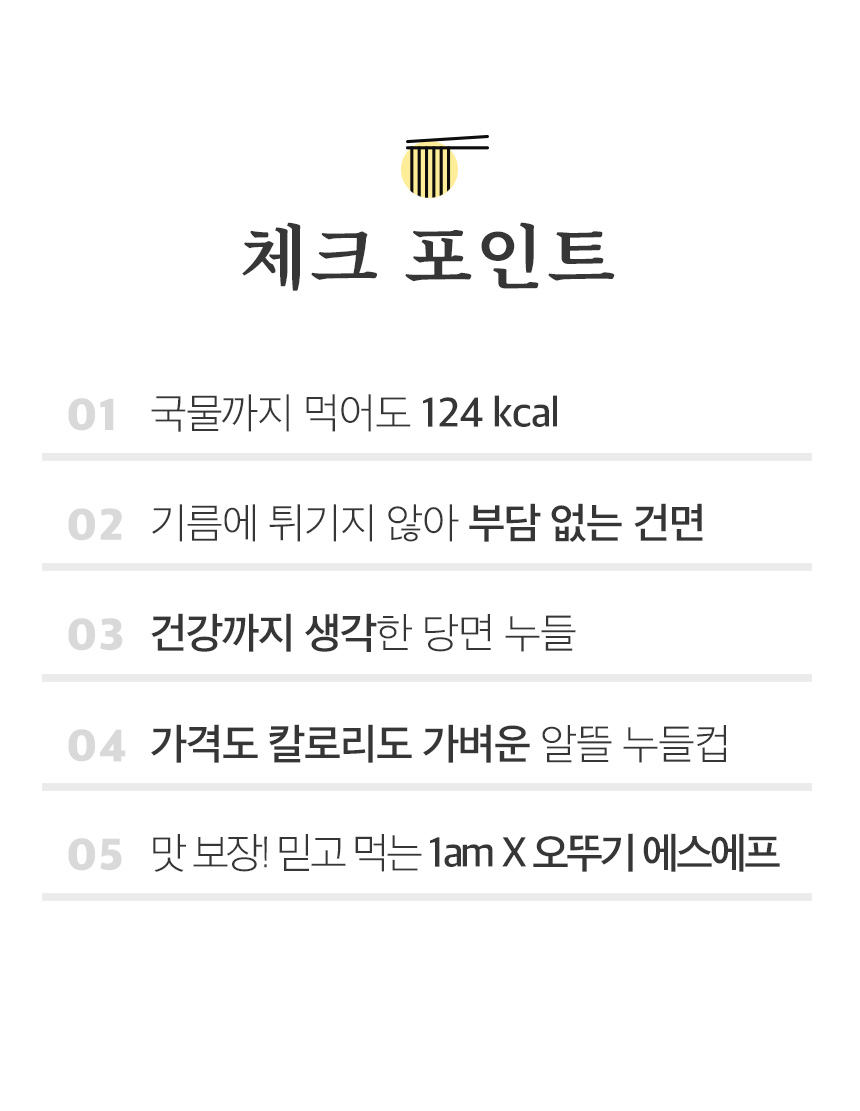 체크 포인트
01 국물까지 먹어도 124 kcal
02 기름에 튀기지 않아 부담 없는 건면
03 건강까지 생각한 당면 누들
04 가격도 칼로리도 가벼운 알뜰 누들컵
05 맛 보장! 믿고 먹는 1am X 오뚜기 에스에프